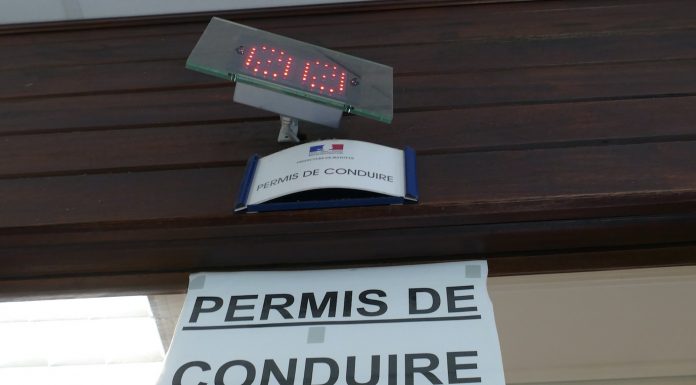 PERMIS DE CONDUIRE
PERMIS DE
CONDUIRE